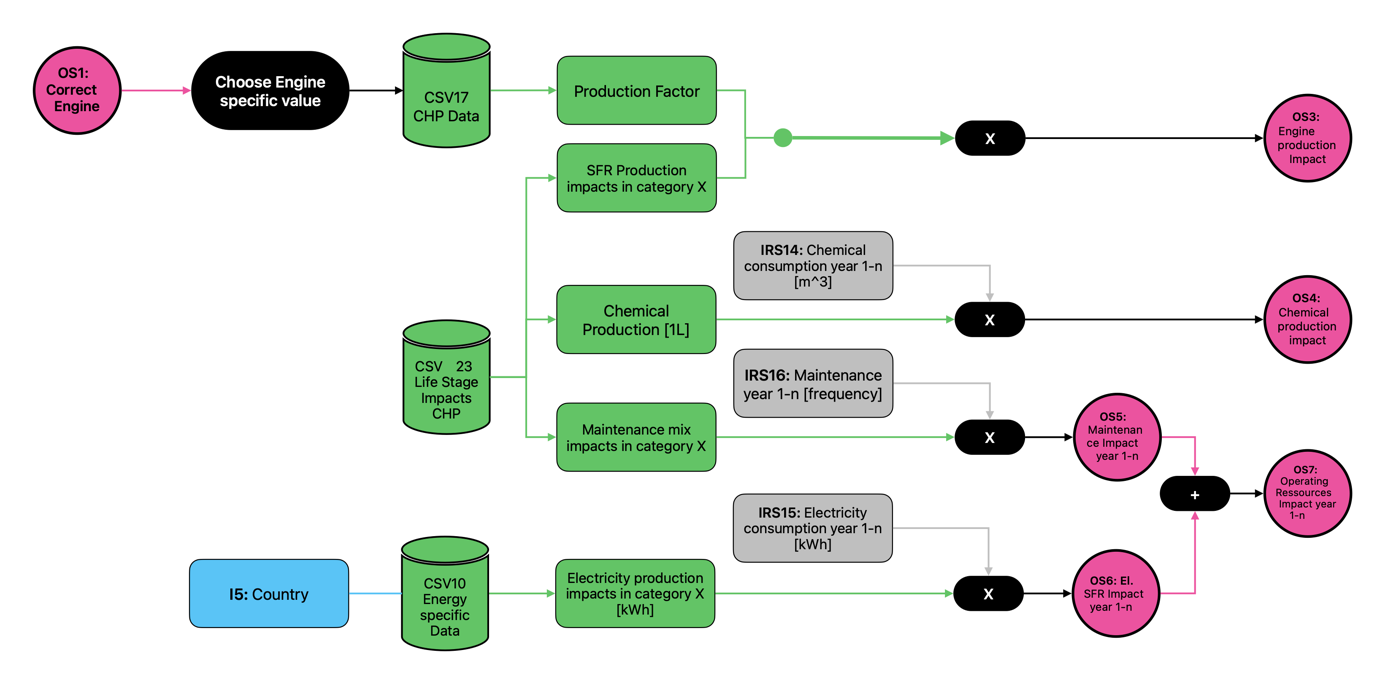 OS1:
Correct
Engine
Choose Engine
specific value
CSV17
CHP Data
Production Factor
SFR Production
impacts in category X
X
OS3:
Engine
production
Impact
IRS14: Chemical
consumption year 1-n
[m^3]
Chemical
Production [1L]
X
OS4:
Chemical
production
impact
CSV 23
Life Stage
Impacts
CHP
IRS16: Maintenance
year 1-n [frequency]
Maintenance mix
impacts in category X
X
OS5:
Maintenan
ce Impact
year 1-n
+
OS7:
Operating
Ressources
Impact year
1-n
IRS15: Electricity
consumption year 1-n
[kWh]
I5: Country
CSV10
Energy
specific
Data
Electricity production
impacts in category X
[kWh]
X
OS6: El.
SFR Impact
year 1-n